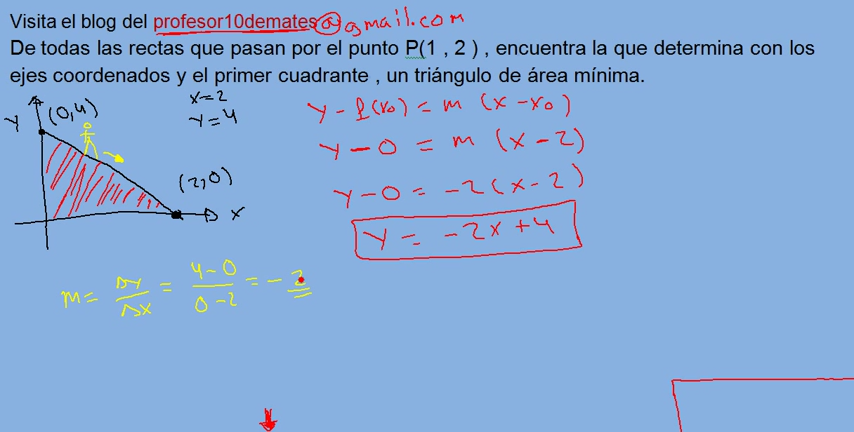 Visita el blog del profesor10demates@gmail.com
De todas las rectas que pasan por el punto P(1 , 2 ) , encuentra la que determina con los
ejes coordenados y el primer cuadrante , un triángulo de área mínima.
x=2
y=4
Y
(0,4)
(2,0)
X
y-f(x₀) = m (x-x₀)
y-0 = m (x-2)
y-0 = -2(x-2)
y = -2x+4
m = Δy/Δx = 4-0/0-2 = -2